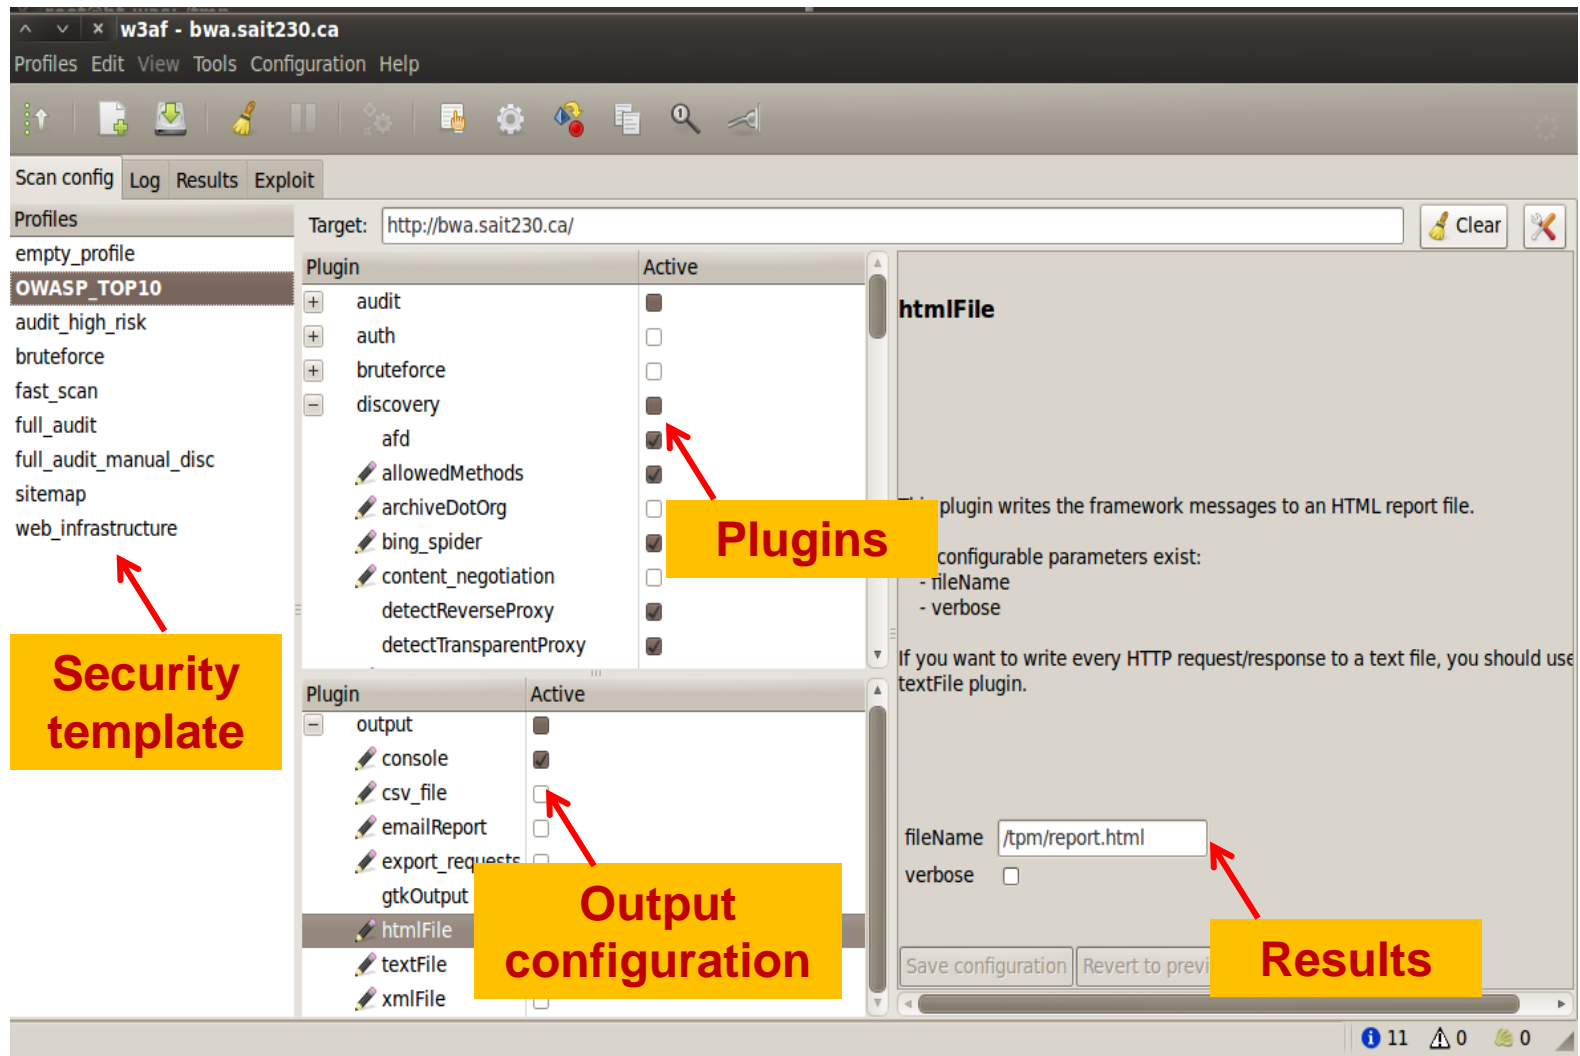 w3af - bwa.sait230.ca
Profiles Edit View Tools Configuration Help
Scan config Log Results Exploit
Profiles
empty_profile
OWASP_TOP10
audit_high_risk
bruteforce
fast_scan
full_audit
full_audit_manual_disc
sitemap
web_infrastructure
Security
template
Target: http://bwa.sait230.ca/ Clear
Plugin Active
audit
auth
bruteforce
discovery
afd
allowedMethods
archiveDotOrg
bing_spider
content_negotiation
detectReverseProxy
detectTransparentProxy
Plugins
Plugin Active
output
console
csv_file
emailReport
export_requests
gtkOutput
htmlFile
textFile
xmlFile
Output
configuration
htmlFile
plugin writes the framework messages to an HTML report file.
configurable parameters exist:
- fileName
- verbose
If you want to write every HTTP request/response to a text file, you should use
textFile plugin.
fileName /tpm/report.html
verbose
Save configuration Revert to previ
Results
11 0 0